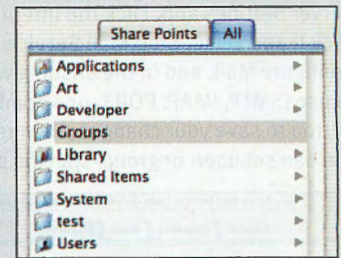 Share Points All
Applications
Art
Developer
Groups
Library
Shared Items
System
test
Users